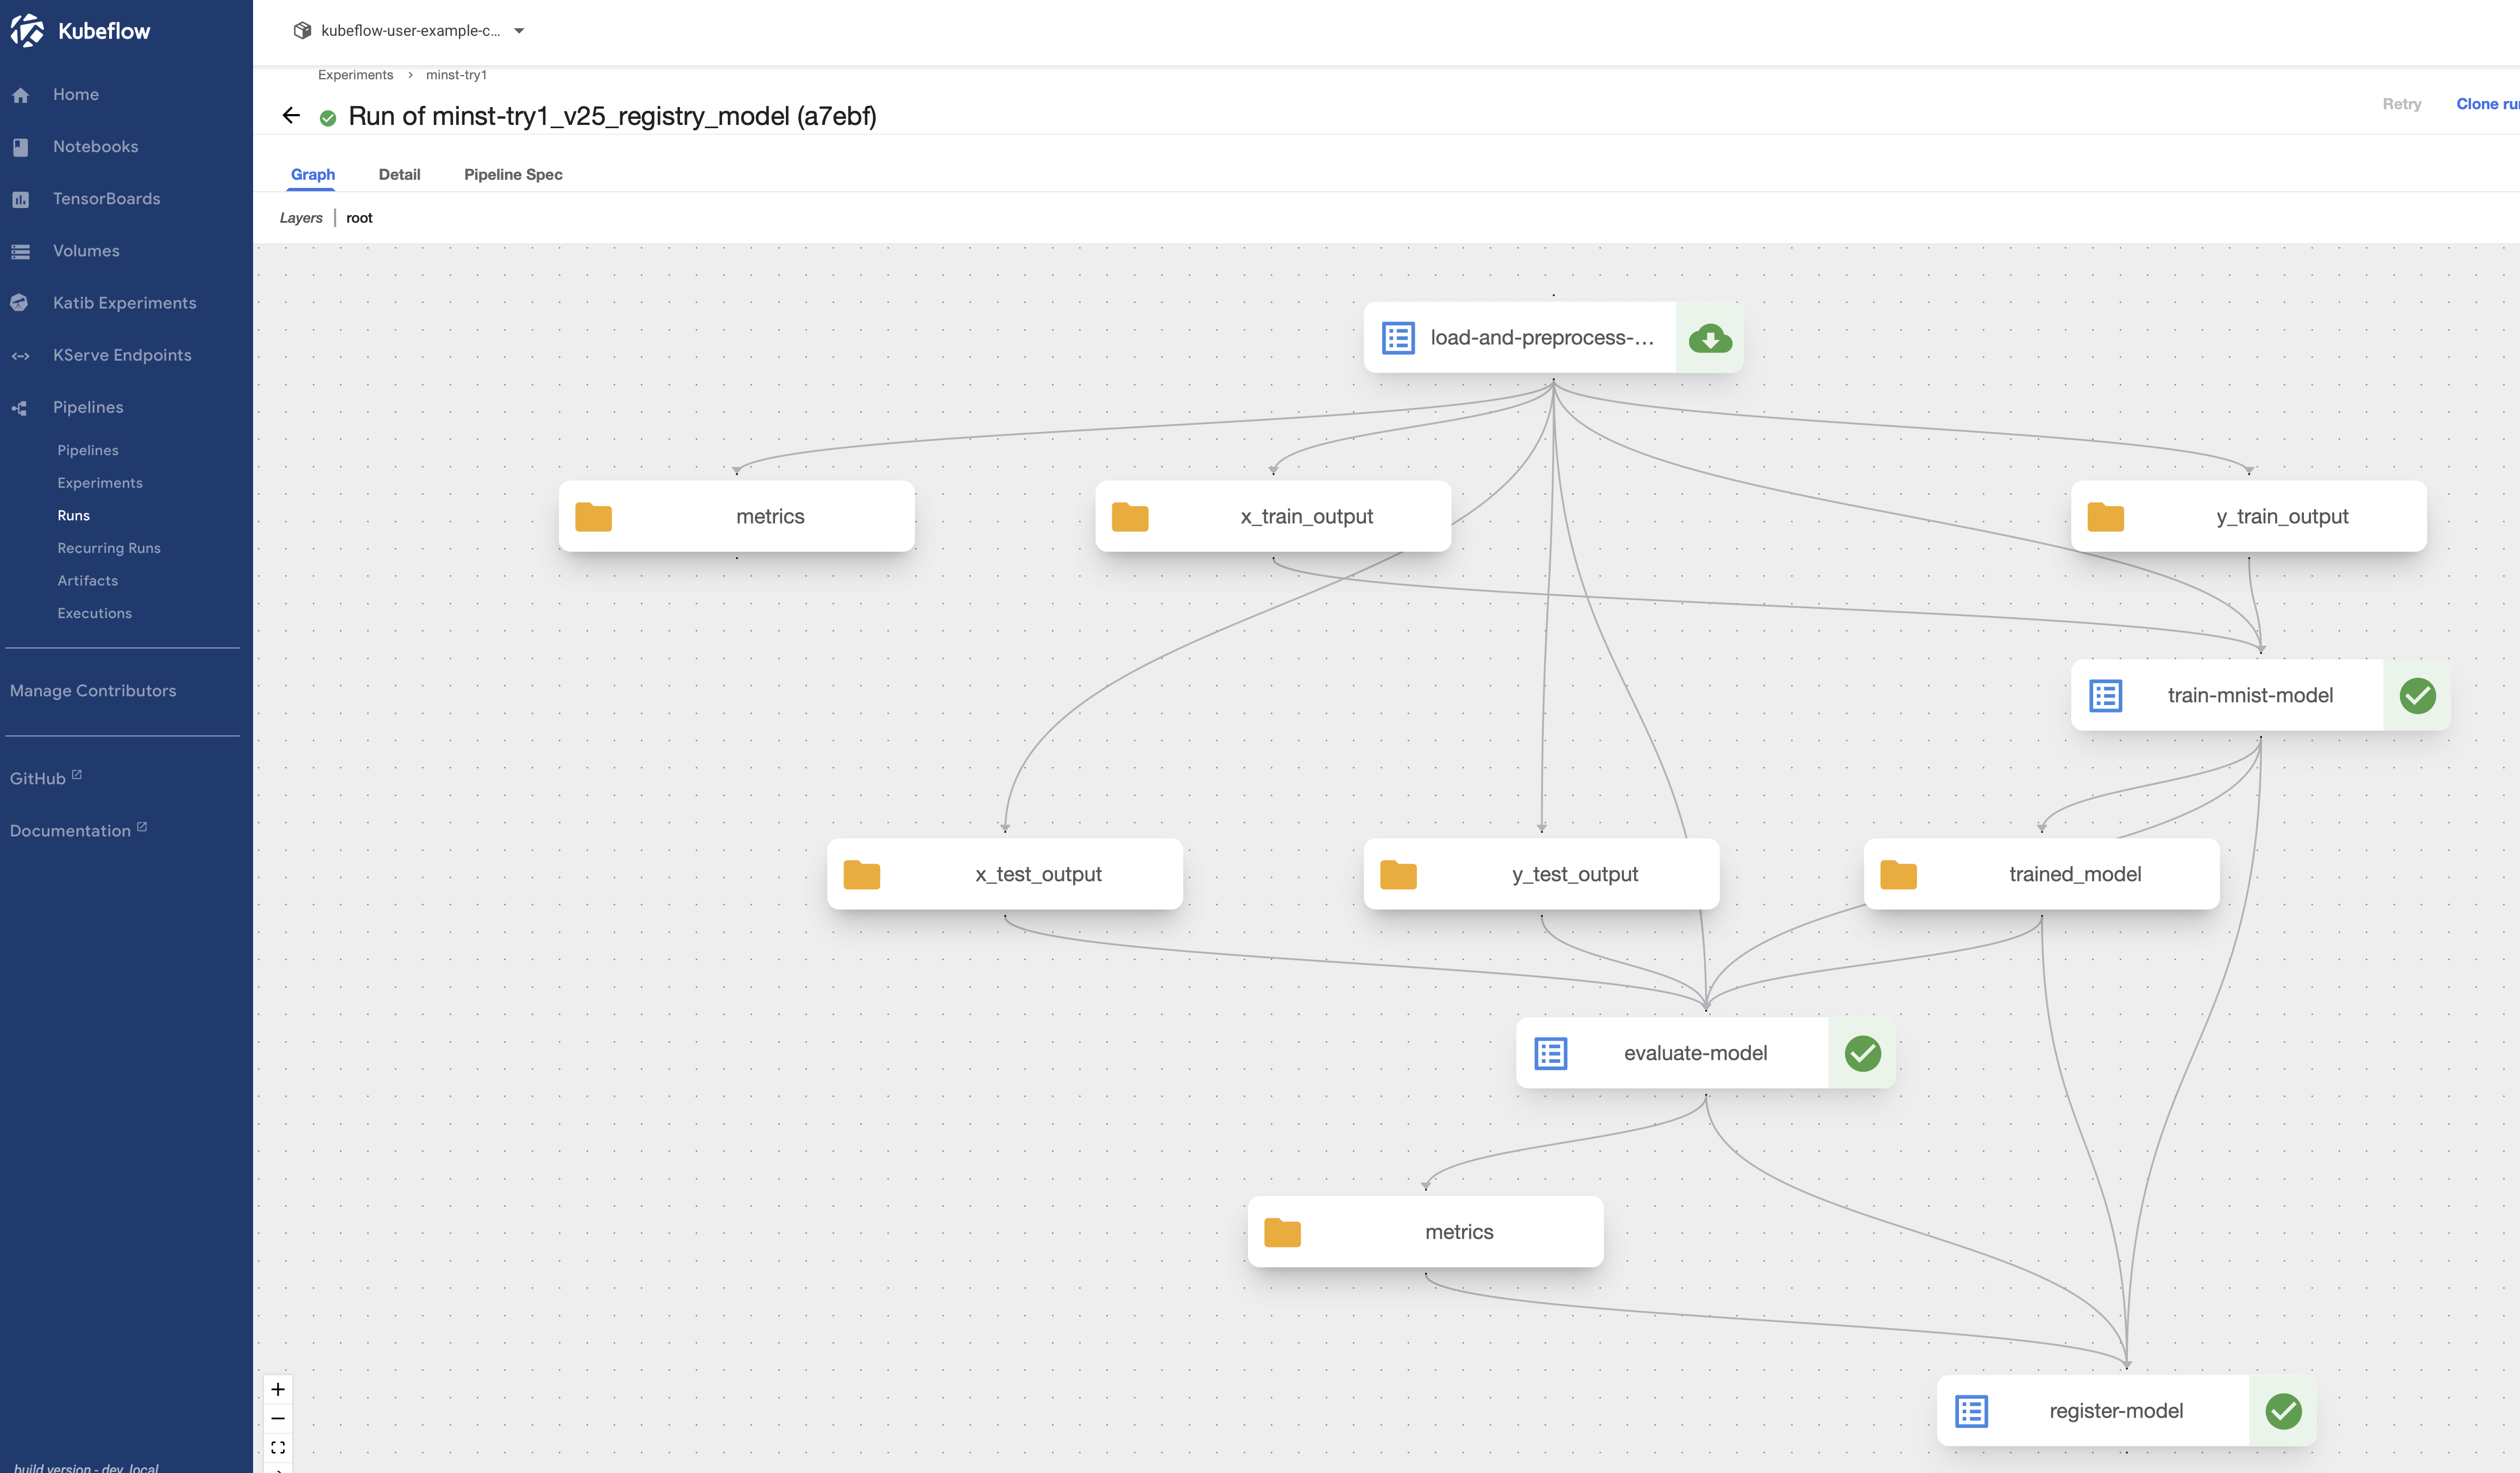 Kubeflow
Home
Notebooks
TensorBoards
Volumes
Katib Experiments
KServe Endpoints
Pipelines
Pipelines
Experiments
Runs
Recurring Runs
Artifacts
Executions
Manage Contributors
GitHub
Documentation
build version - dev_local
kubeflow-user-example-c...
Experiments > minst-try1
Run of minst-try1_v25_registry_model (a7ebf)
Retry
Clone ru
Graph Detail Pipeline Spec
Layers | root
load-and-preprocess-...
metrics
x_train_output
y_train_output
train-mnist-model
x_test_output
y_test_output
trained_model
evaluate-model
metrics
register-model